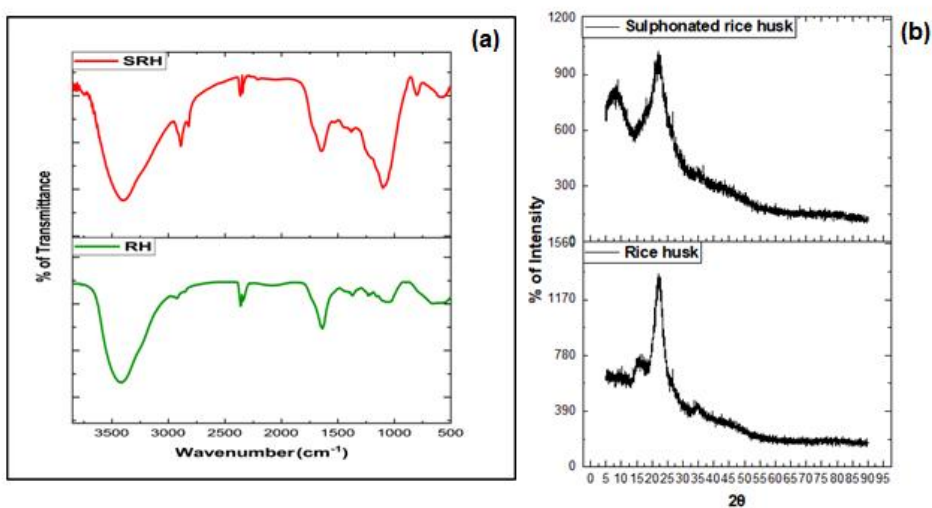 (a)
SRH
RH
% of Transmittance
3500 3000 2500 2000 1500 1000 500
Wavenumber (cm⁻¹)
(b)
Sulphonated rice husk
1200
900
600
300
0
% of Intensity
Rice husk
1560
1170
780
390
0
0 5 10 15 20 25 30 35 40 45 50 55 60 65 70 75 80 85 90 95
2θ